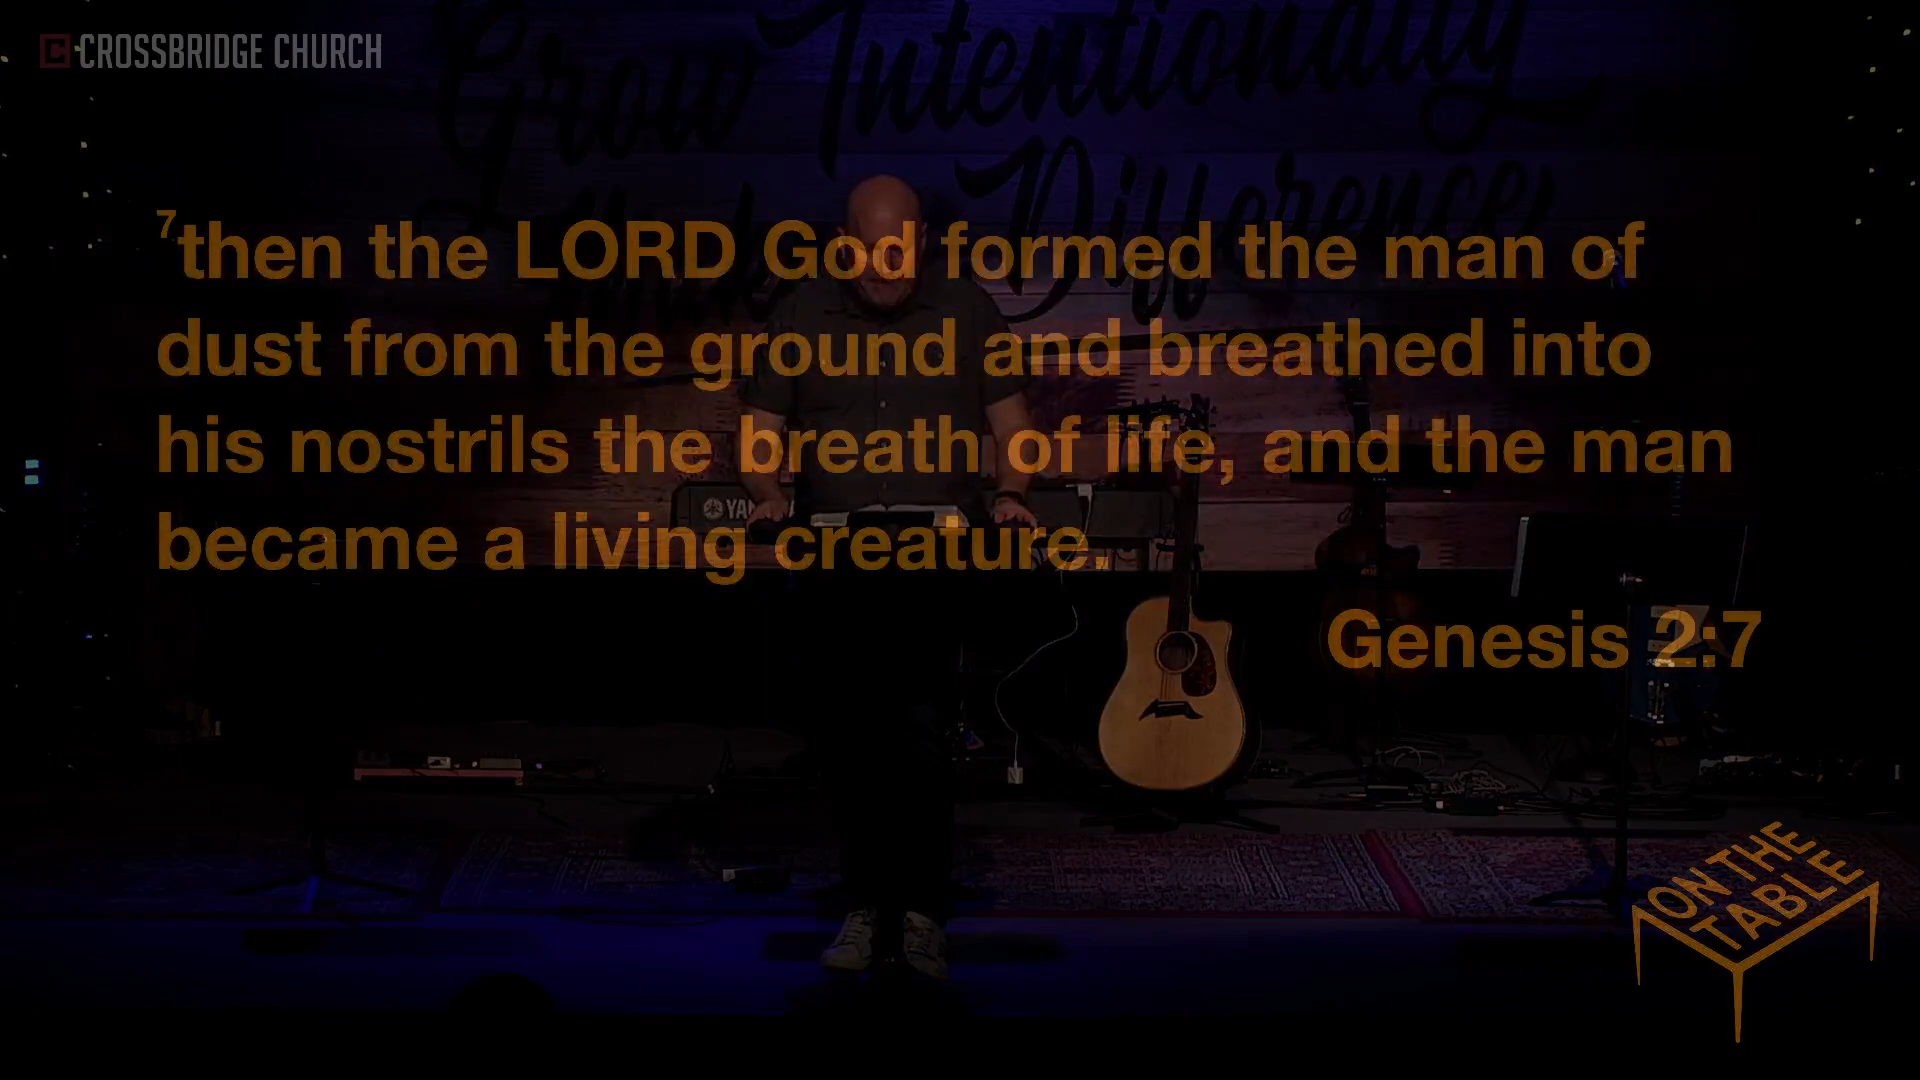 CROSSBRIDGE CHURCH
Grow Intentionally
Make Difference
7then the LORD God formed the man of
dust from the ground and breathed into
his nostrils the breath of life, and the man
became a living creature.
Genesis 2:7
YAM
ON THE
TABLE